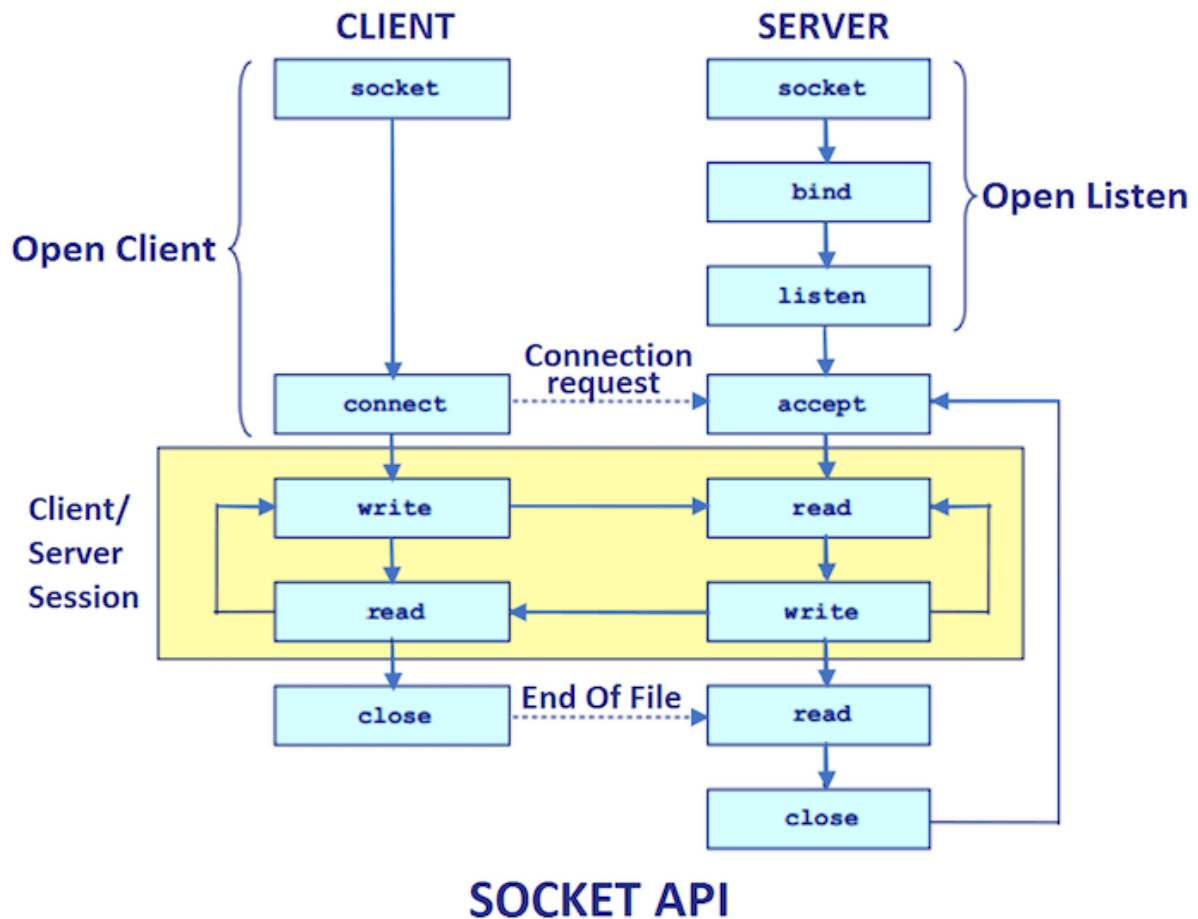 CLIENT
SERVER
socket
socket
bind
Open Listen
Open Client
listen
Connection
request
connect
accept
Client/
Server
Session
write
read
read
write
close
End Of File
read
close
SOCKET API